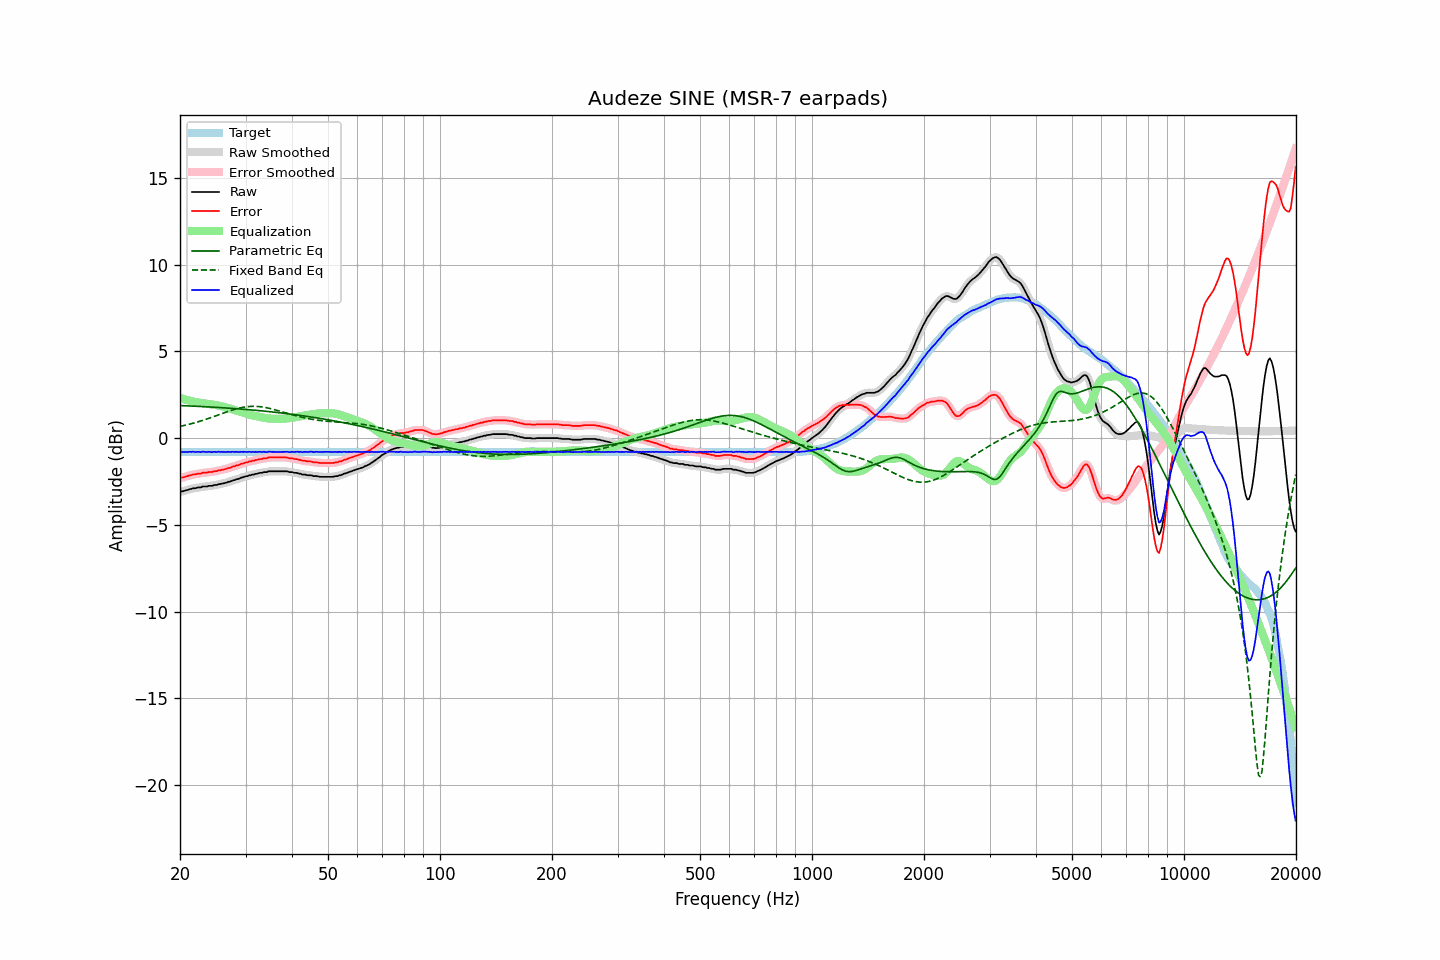 Audeze SINE (MSR-7 earpads)
Target
Raw Smoothed
Error Smoothed
Raw
Error
Equalization
Parametric Eq
Fixed Band Eq
Equalized
15
10
5
0
−5
−10
−15
−20
Amplitude (dBr)
20 50 100 200 500 1000 2000 5000 10000 20000
Frequency (Hz)